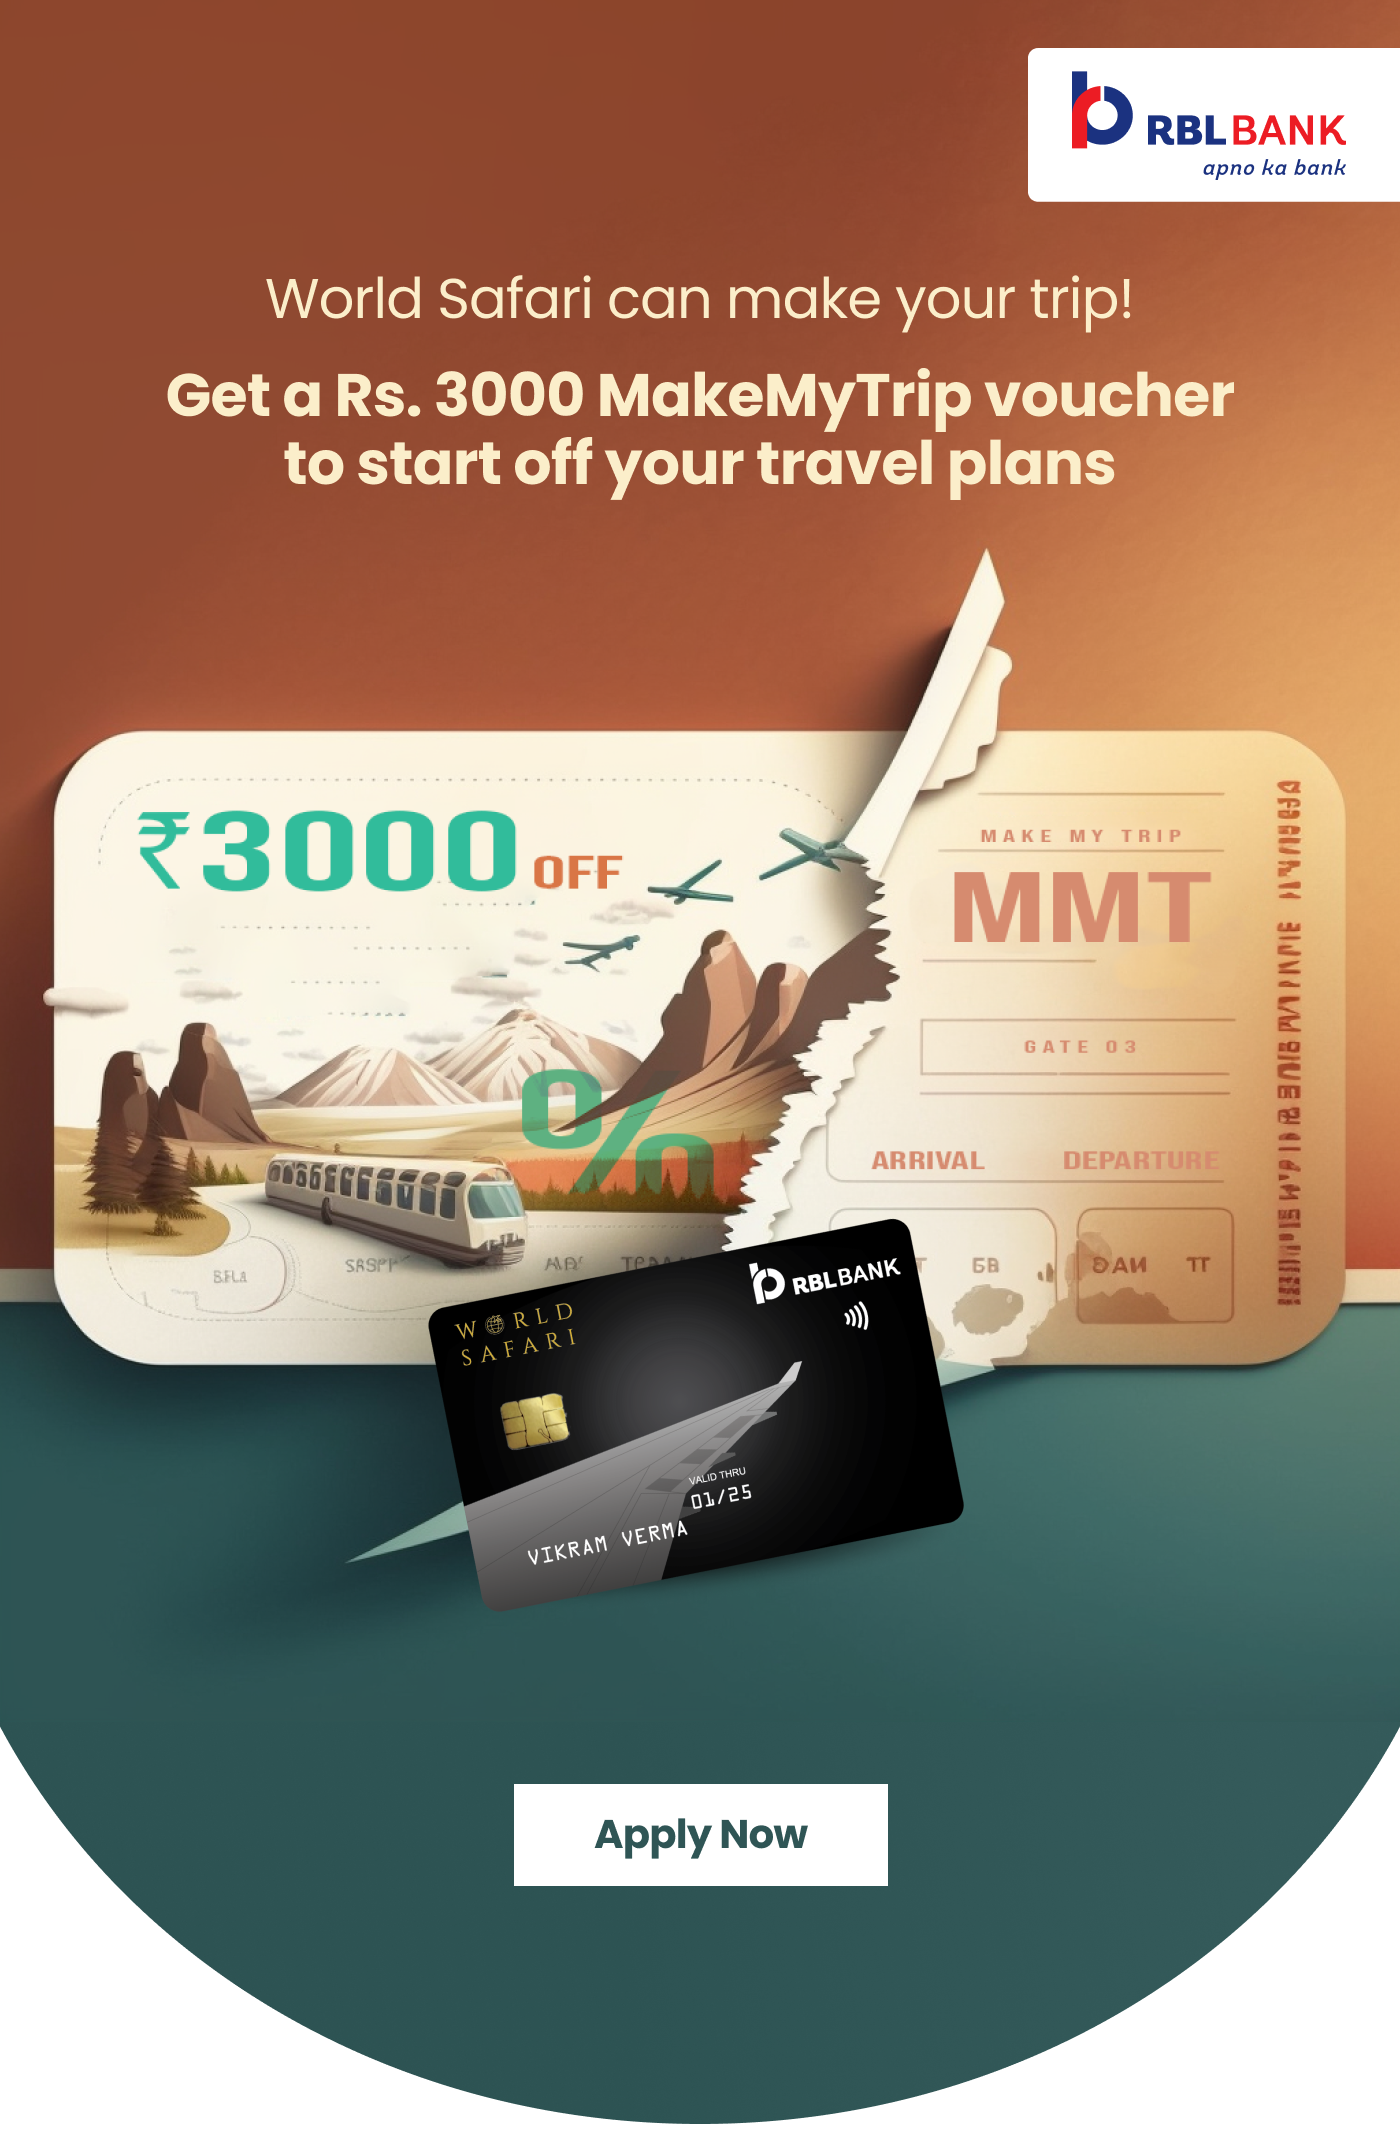 RBL BANK
apno ka bank
World Safari can make your trip!
Get a Rs. 3000 MakeMyTrip voucher
to start off your travel plans
₹3000 OFF
MAKE MY TRIP
MMT
GATE 03
ARRIVAL DEPARTURE
%
RBL BANK
WORLD
SAFARI
VALID THRU
01/25
VIKRAM VERMA
Apply Now